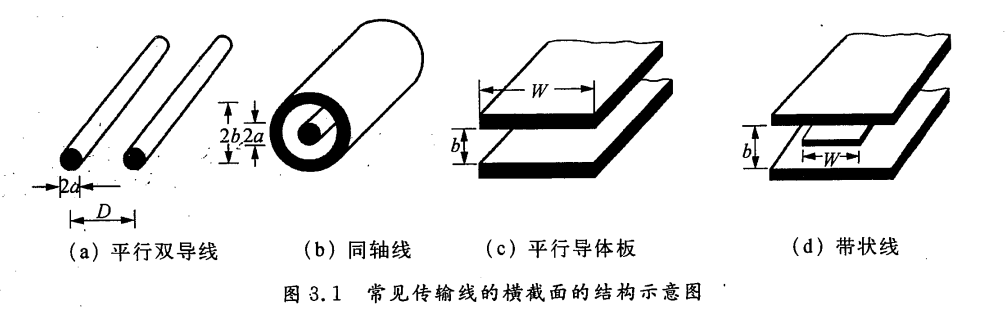 2a
D
2b
2a
W
b
b
W
(a) 平行双导线
(b) 同轴线
(c) 平行导体板
(d) 带状线
图 3.1 常见传输线的横截面的结构示意图